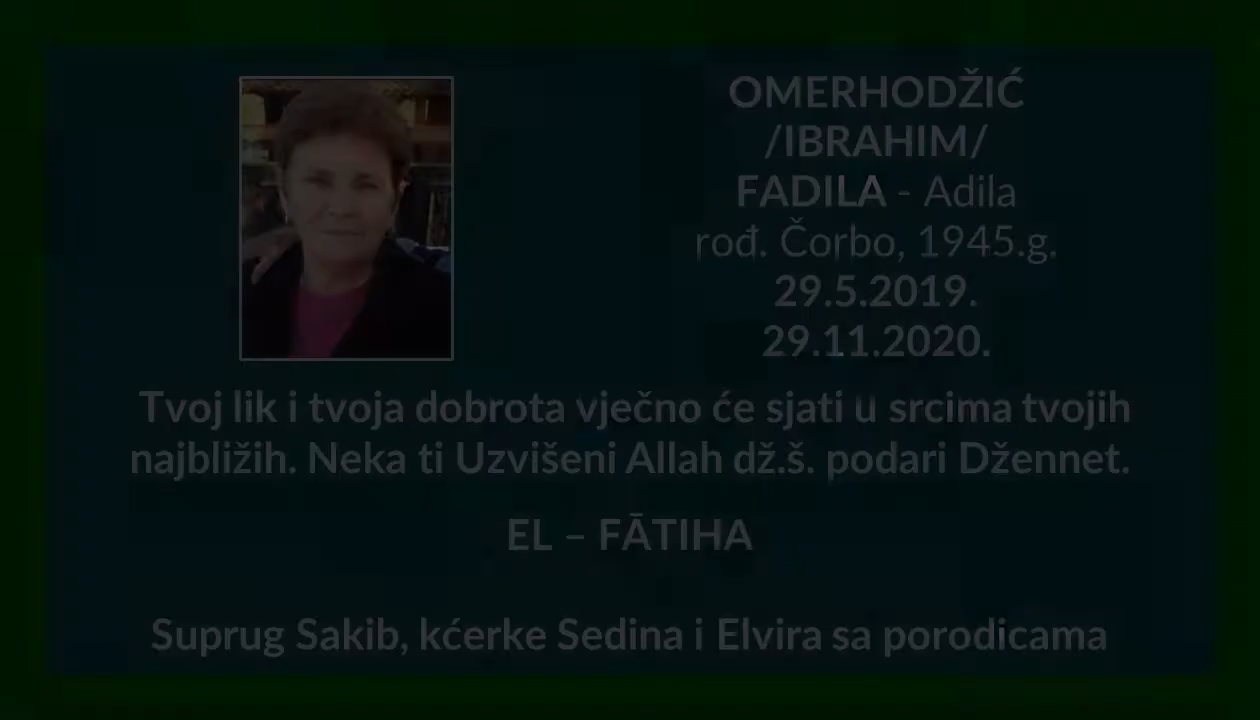 OMERHODŽIĆ
/IBRAHIM/
FADILA - Adila
rođ. Čorbo, 1945.g.
29.5.2019.
29.11.2020.
Tvoj lik i tvoja dobrota vječno će sjati u srcima tvojih
najbližih. Neka ti Uzvišeni Allah dž.š. podari Džennet.
EL – FĀTIHA
Suprug Sakib, kćerke Sedina i Elvira sa porodicama